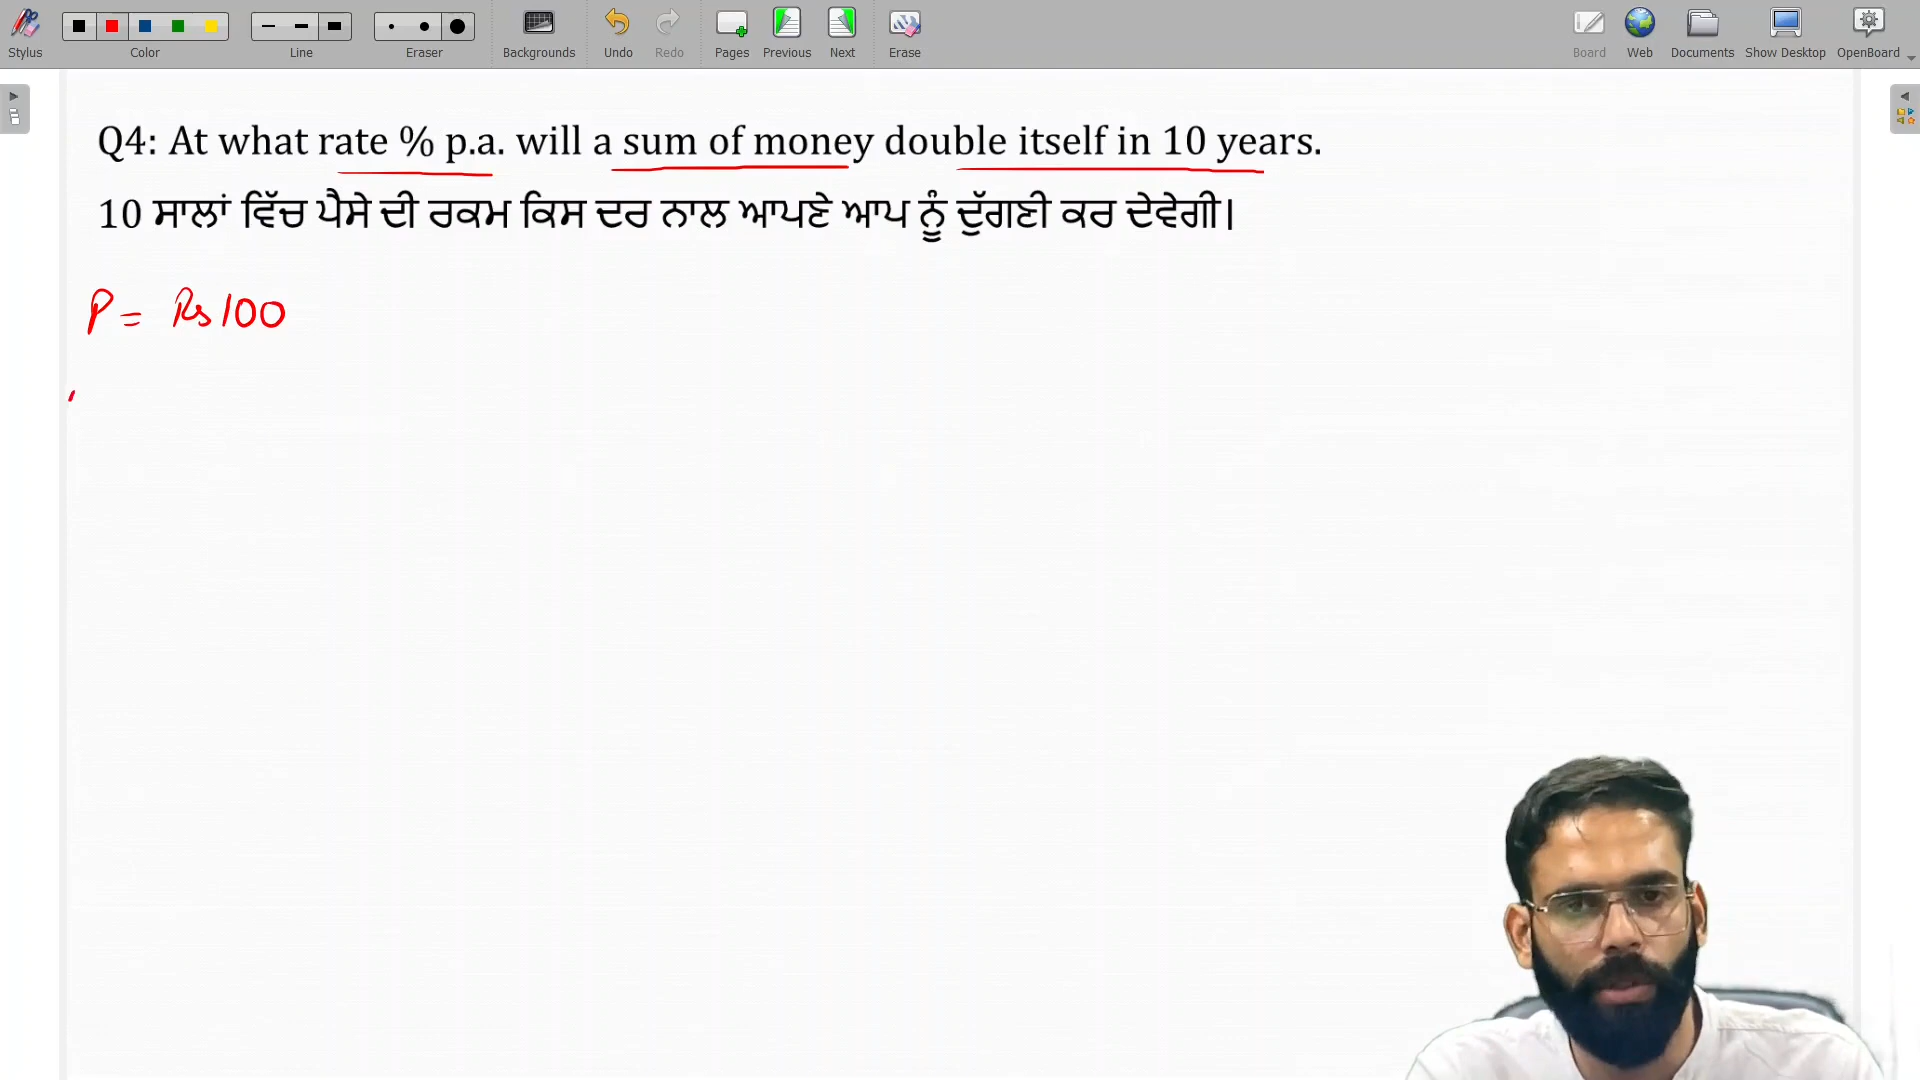 Stylus
Color
Line
Eraser
Backgrounds
Undo
Redo
Pages
Previous
Next
Erase
Board
Web
Documents
Show Desktop
OpenBoard
Q4: At what rate % p.a. will a sum of money double itself in 10 years.
10 ਸਾਲਾਂ ਵਿੱਚ ਪੈਸੇ ਦੀ ਰਕਮ ਕਿਸ ਦਰ ਨਾਲ ਆਪਣੇ ਆਪ ਨੂੰ ਦੁੱਗਣੀ ਕਰ ਦੇਵੇਗੀ।
P = Rs 100